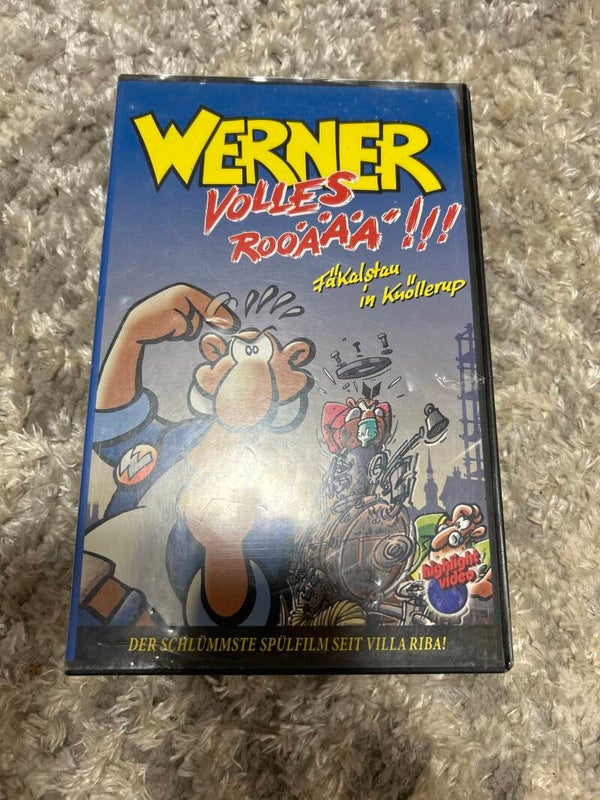 WERNER
VOLLES
ROOÄÄÄ!!!
Fäkalstau
in Knöllerup
highlight
video
DER SCHLÜMMSTE SPÜLFILM SEIT VILLA RIBA!